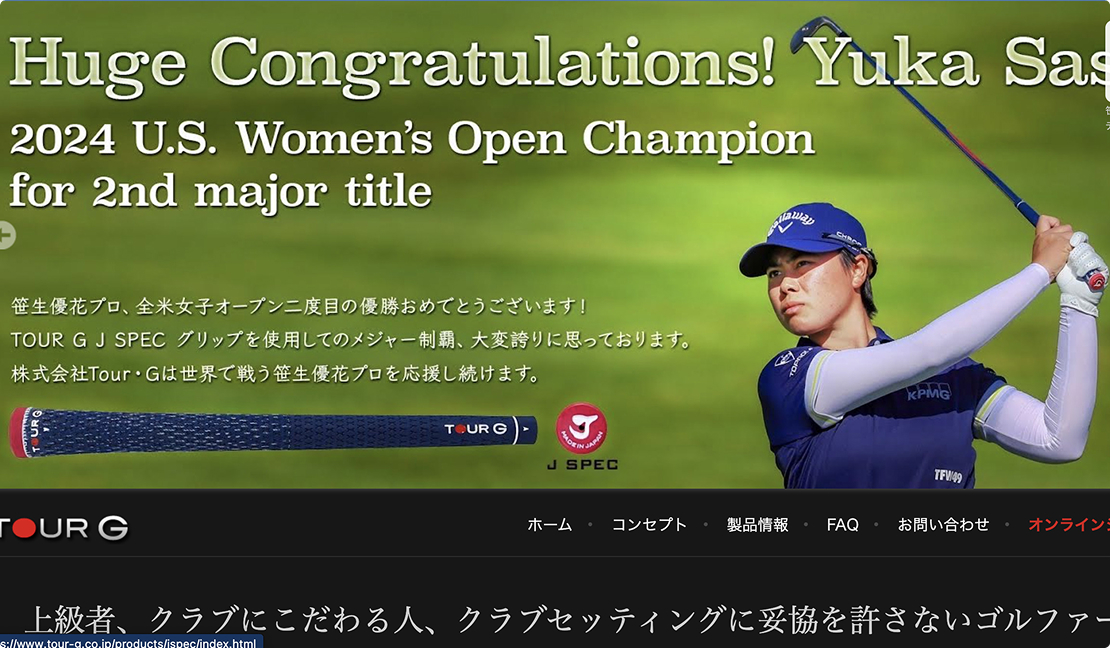 Huge Congratulations! Yuka Sas
2024 U.S. Women's Open Champion
for 2nd major title
Callaway
笹生優花プロ、全米女子オープン二度目の優勝おめでとうございます！
TOUR G J SPEC グリップを使用してのメジャー制覇、大変誇りに思っております。
株式会社Tour・Gは世界で戦う笹生優花プロを応援し続けます。
KPMG
TOUR G
TOUR G
MADE IN JAPAN
J SPEC
TFW49
TOUR G
ホーム・コンセプト・製品情報・FAQ・お問い合わせ・オンライン
上級者、クラブにこだわる人、クラブセッティングに妥協を許さないゴルファー
s://www.tour-g.co.jp/products/jspec/index.html